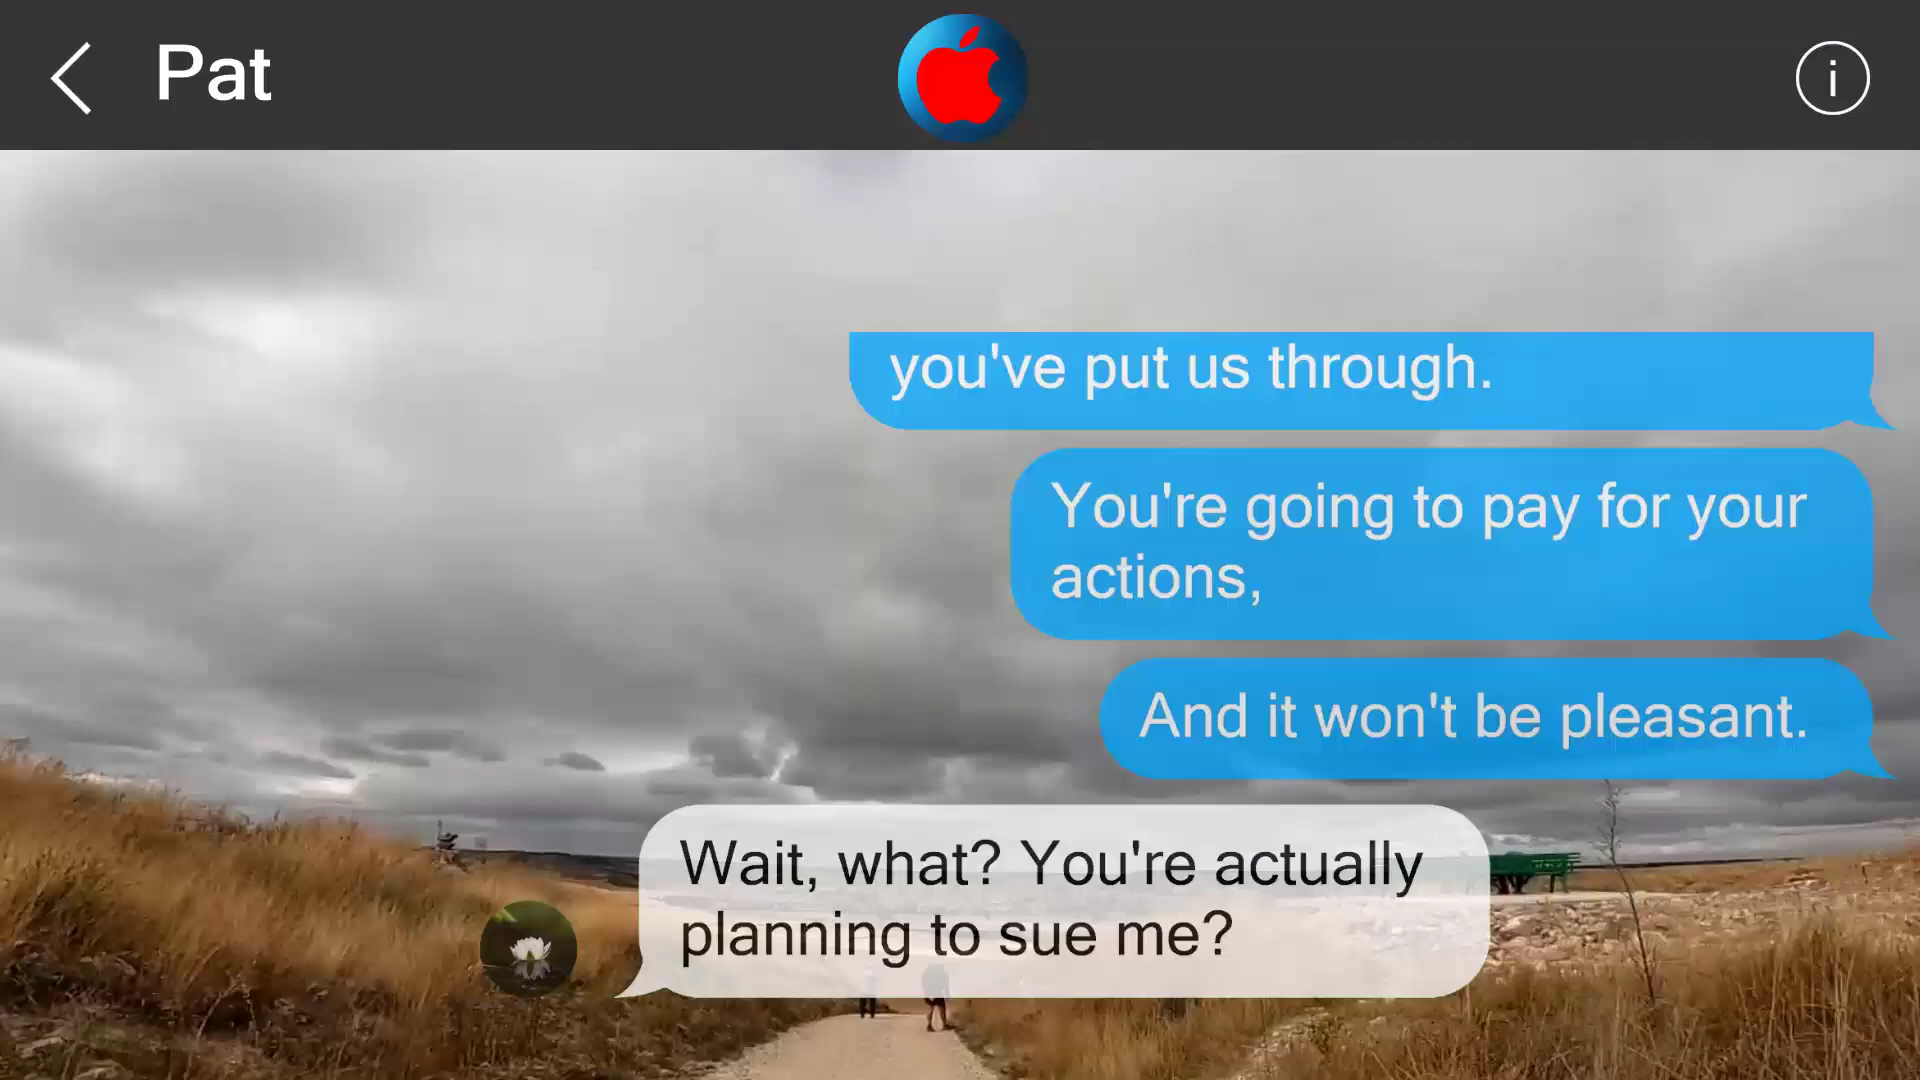 Pat
i
you've put us through.
You're going to pay for your
actions,
And it won't be pleasant.
Wait, what? You're actually
planning to sue me?